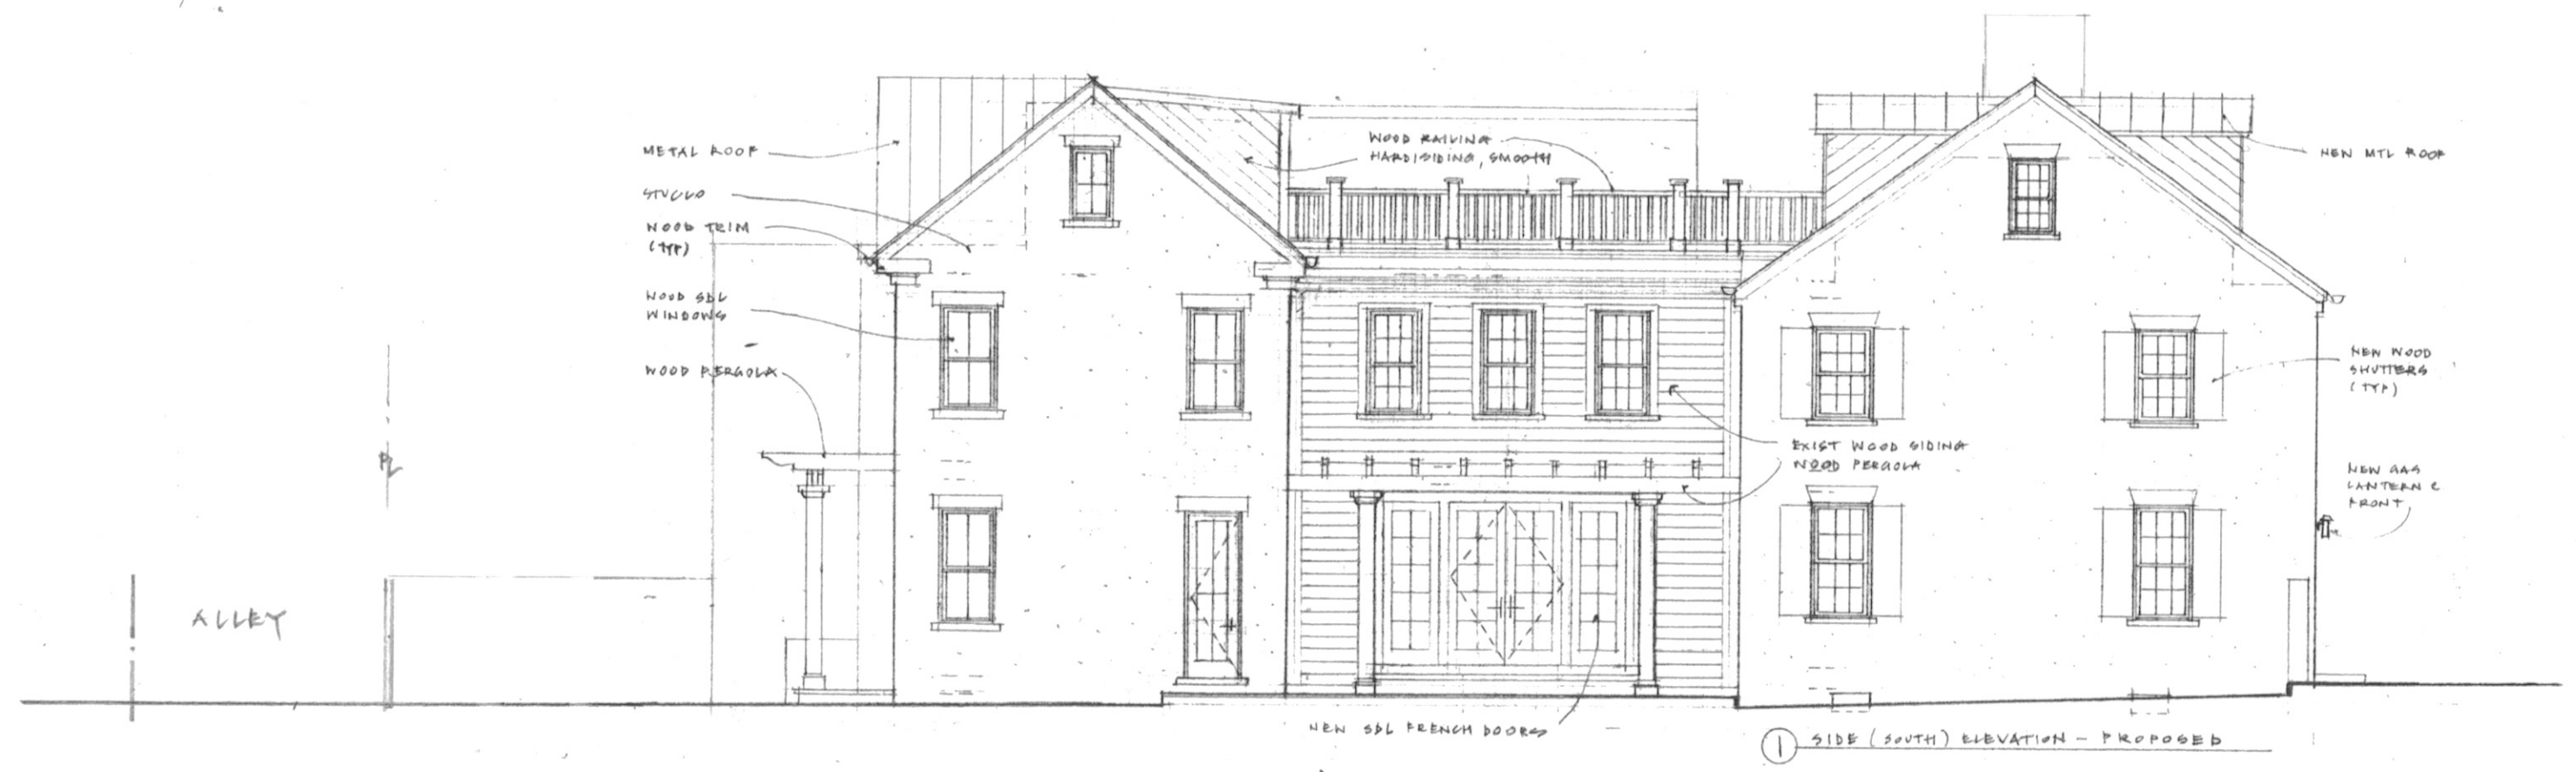 METAL ROOF
STUCCO
WOOD TRIM
(TYP)
WOOD SDL
WINDOWS
WOOD PERGOLA
PL
ALLEY
WOOD RAILING
HARDISIDING, SMOOTH
NEW MTL ROOF
NEW WOOD
SHUTTERS
(TYP)
EXIST WOOD SIDING
WOOD PERGOLA
NEW GAS
LANTERN @
FRONT
NEW SDL FRENCH DOORS
1 SIDE (SOUTH) ELEVATION - PROPOSED